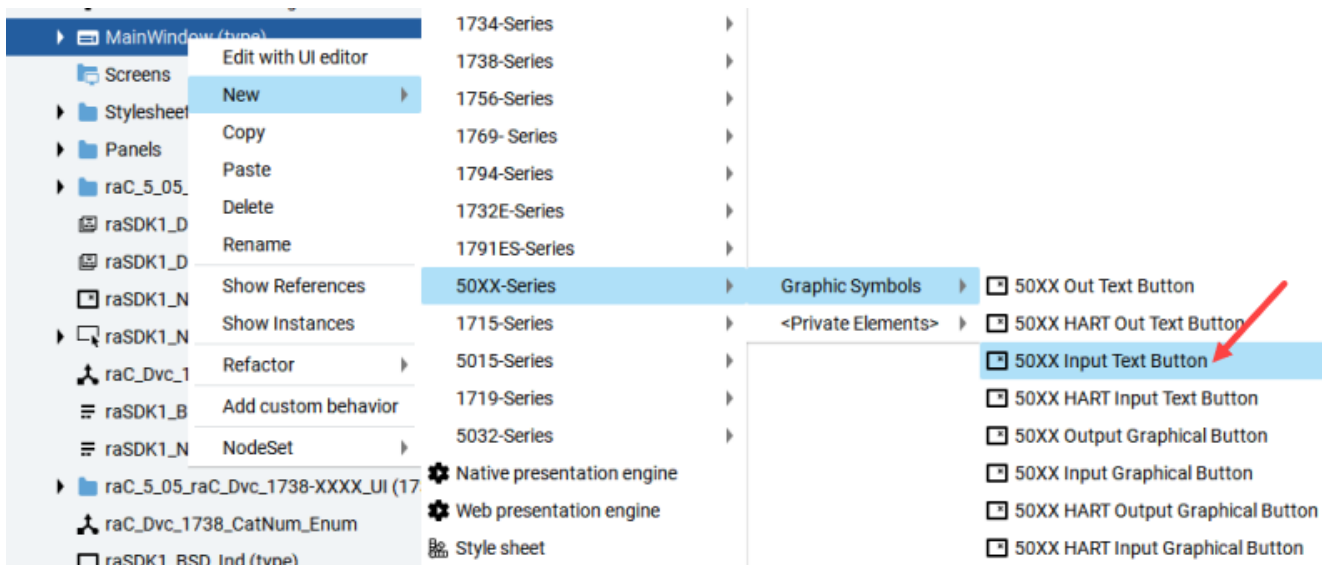 MainWindow (type)
Screens
Stylesheet
Panels
raC_5_05_
raSDK1_D
raSDK1_D
raSDK1_N
raSDK1_N
raC_Dvc_1
raSDK1_B
raSDK1_N
raC_5_05_raC_Dvc_1738-XXXX_UI (17
raC_Dvc_1738_CatNum_Enum
raSDK1_BSD_Ind (type)
Edit with UI editor
New
Copy
Paste
Delete
Rename
Show References
Show Instances
Refactor
Add custom behavior
NodeSet
1734-Series
1738-Series
1756-Series
1769- Series
1794-Series
1732E-Series
1791ES-Series
50XX-Series
1715-Series
5015-Series
1719-Series
5032-Series
Native presentation engine
Web presentation engine
Style sheet
Graphic Symbols
<Private Elements>
50XX Out Text Button
50XX HART Out Text Button
50XX Input Text Button
50XX HART Input Text Button
50XX Output Graphical Button
50XX Input Graphical Button
50XX HART Output Graphical Button
50XX HART Input Graphical Button